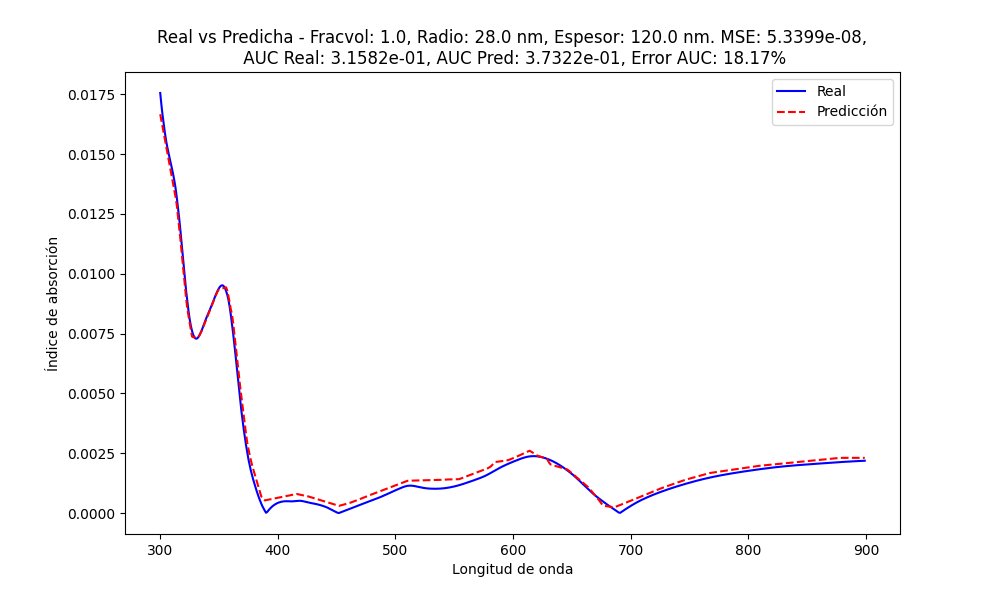 Real vs Predicha - Fracvol: 1.0, Radio: 28.0 nm, Espesor: 120.0 nm. MSE: 5.3399e-08,
AUC Real: 3.1582e-01, AUC Pred: 3.7322e-01, Error AUC: 18.17%
Real
Predicción
0.0175
0.0150
0.0125
0.0100
0.0075
0.0050
0.0025
0.0000
Índice de absorción
300
400
500
600
700
800
900
Longitud de onda